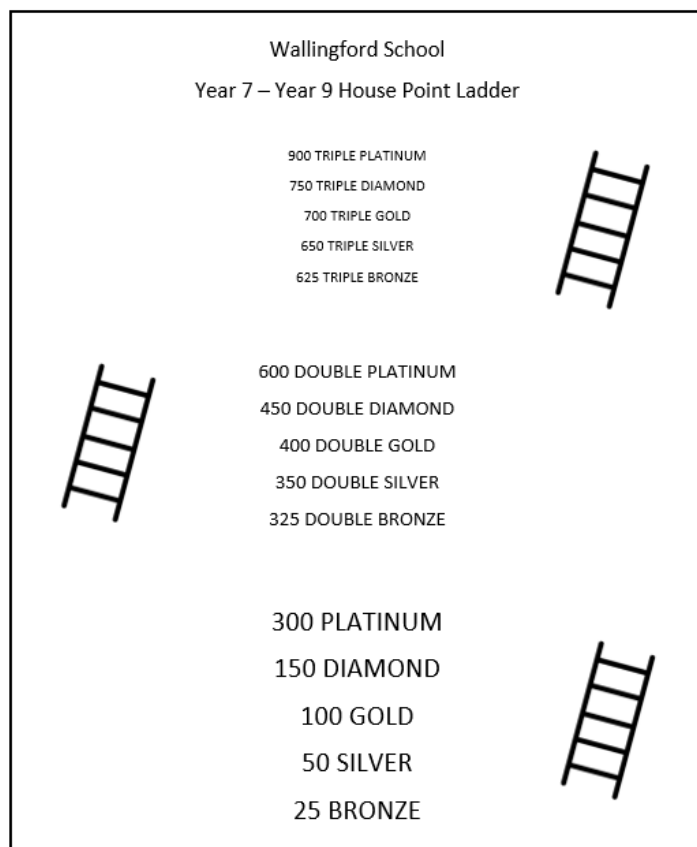 Wallingford School
Year 7 – Year 9 House Point Ladder
900 TRIPLE PLATINUM
750 TRIPLE DIAMOND
700 TRIPLE GOLD
650 TRIPLE SILVER
625 TRIPLE BRONZE
600 DOUBLE PLATINUM
450 DOUBLE DIAMOND
400 DOUBLE GOLD
350 DOUBLE SILVER
325 DOUBLE BRONZE
300 PLATINUM
150 DIAMOND
100 GOLD
50 SILVER
25 BRONZE